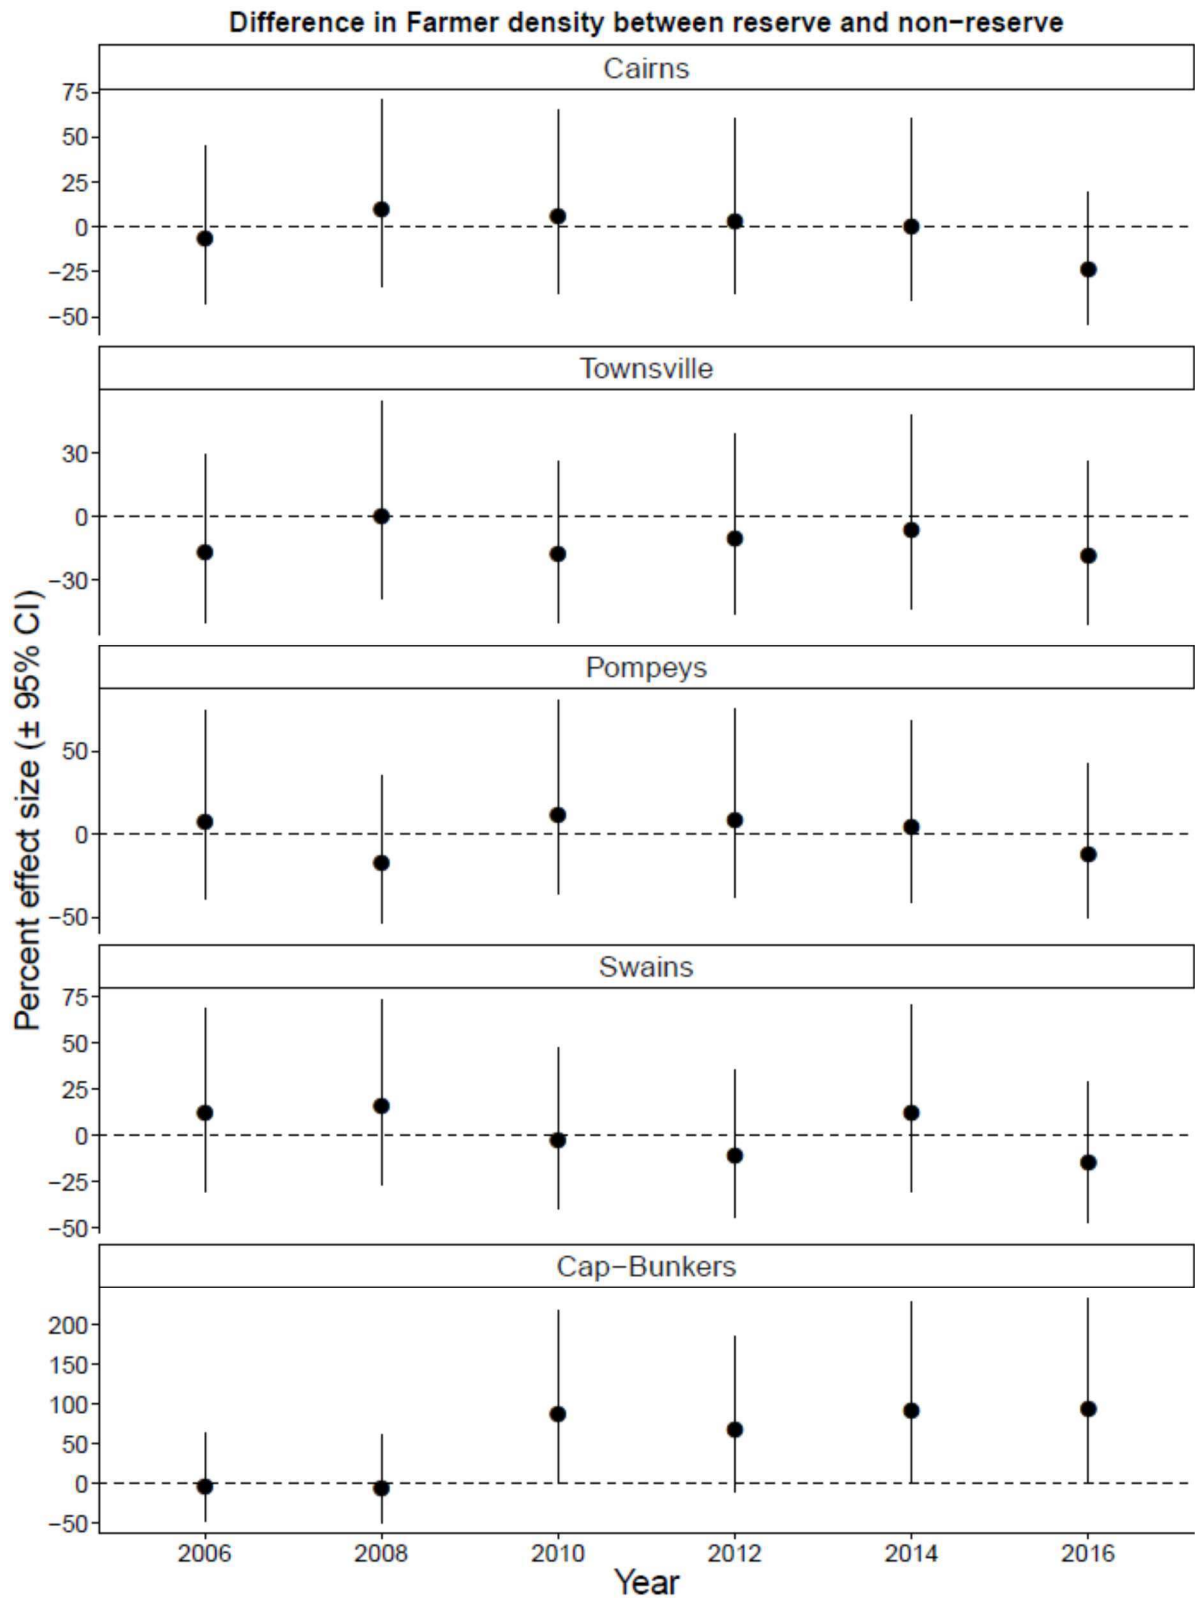 Difference in Farmer density between reserve and non−reserve
Cairns
75
50
25
0
−25
−50
Townsville
30
0
−30
Pompeys
50
0
−50
Swains
75
50
25
0
−25
−50
Cap−Bunkers
200
150
100
50
0
−50
2006 2008 2010 2012 2014 2016
Year
Percent effect size (± 95% CI)